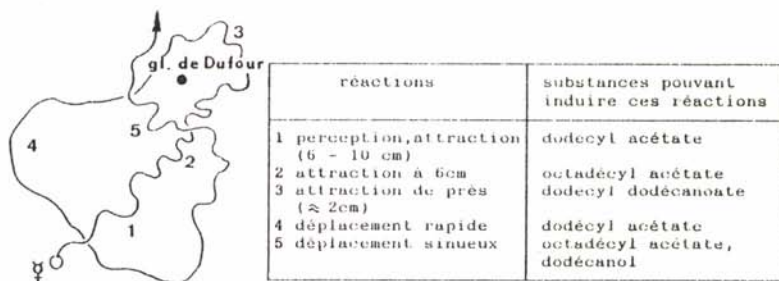 3
gl. de Dufour
5
4
2
1
réactions substances pouvant
induire ces réactions
1 perception,attraction dodécyl acétate
(6 - 10 cm)
2 attraction à 6cm octadécyl acétate
3 attraction de près dodecyl dodécanoate
(≈ 2cm)
4 déplacement rapide dodécyl acétate
5 déplacement sinueux octadécyl acétate,
dodécanol